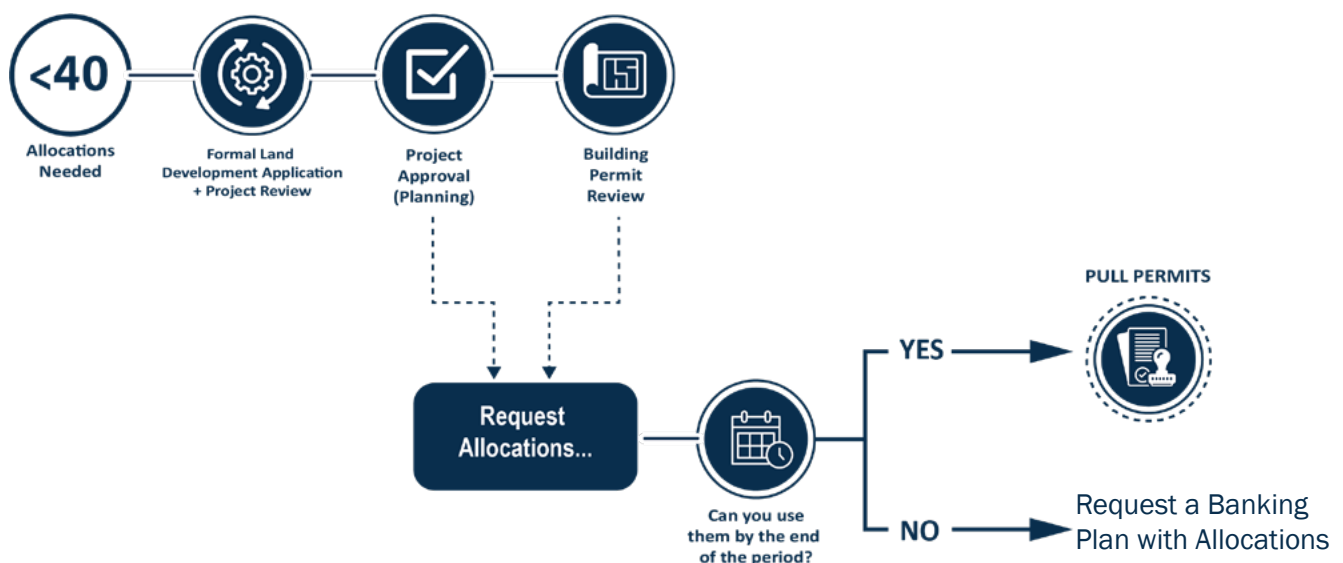 <40
Allocations
Needed
Formal Land
Development Application
+ Project Review
Project
Approval
(Planning)
Building
Permit
Review
Request
Allocations...
Can you use
them by the end
of the period?
YES
PULL PERMITS
NO
Request a Banking
Plan with Allocations